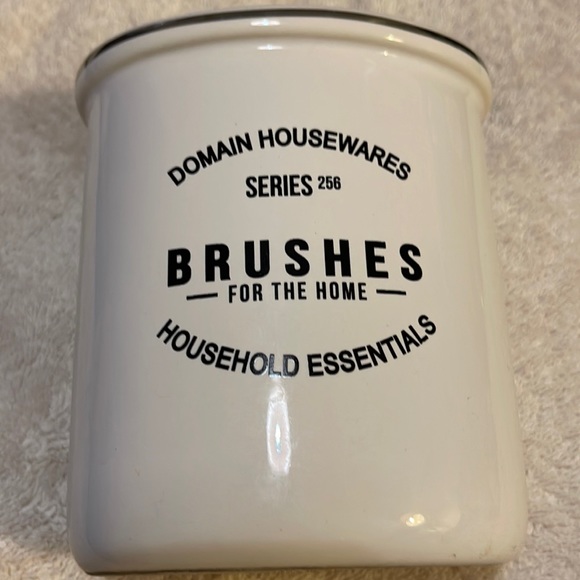 DOMAIN HOUSEWARES
SERIES 256
BRUSHES
FOR THE HOME
HOUSEHOLD ESSENTIALS